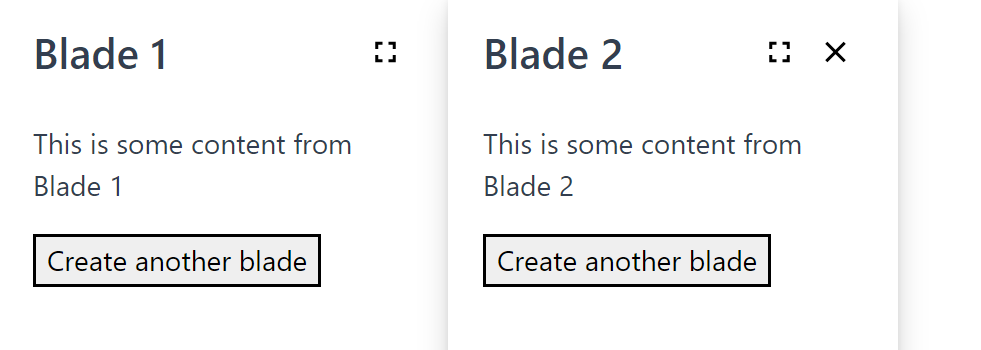 Blade 1
This is some content from
Blade 1
Create another blade
Blade 2
This is some content from
Blade 2
Create another blade